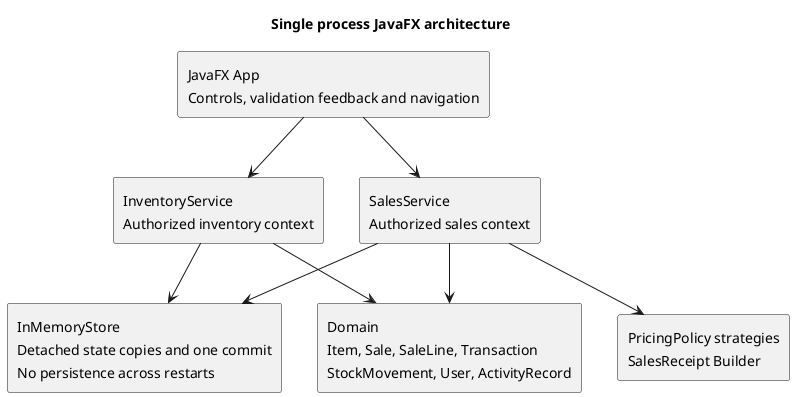 Single process JavaFX architecture
JavaFX App
Controls, validation feedback and navigation
InventoryService
Authorized inventory context
SalesService
Authorized sales context
InMemoryStore
Detached state copies and one commit
No persistence across restarts
Domain
Item, Sale, SaleLine, Transaction
StockMovement, User, ActivityRecord
PricingPolicy strategies
SalesReceipt Builder